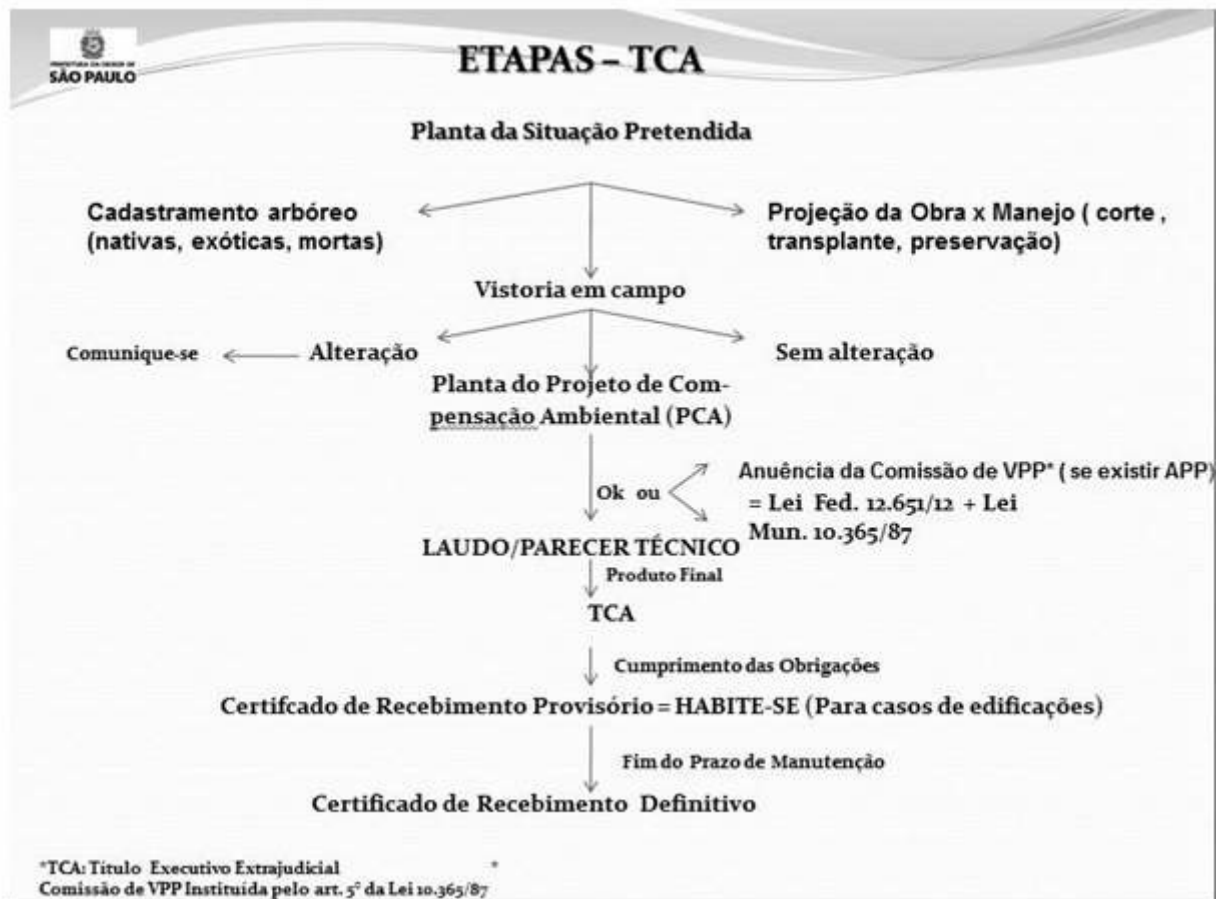 PREFEITURA DA CIDADE DE
SÃO PAULO
ETAPAS – TCA
Planta da Situação Pretendida
Cadastramento arbóreo
(nativas, exóticas, mortas)
Projeção da Obra x Manejo ( corte ,
transplante, preservação)
Vistoria em campo
Comunique-se
Alteração
Sem alteração
Planta do Projeto de Com-
pensação Ambiental (PCA)
Ok ou
Anuência da Comissão de VPP* ( se existir APP)
= Lei Fed. 12.651/12 + Lei
Mun. 10.365/87
LAUDO/PARECER TÉCNICO
Produto Final
TCA
Cumprimento das Obrigações
Certifcado de Recebimento Provisório = HABITE-SE (Para casos de edificações)
Fim do Prazo de Manutenção
Certificado de Recebimento Definitivo
*TCA: Título Executivo Extrajudicial *
Comissão de VPP Instituída pelo art. 5° da Lei 10.365/87